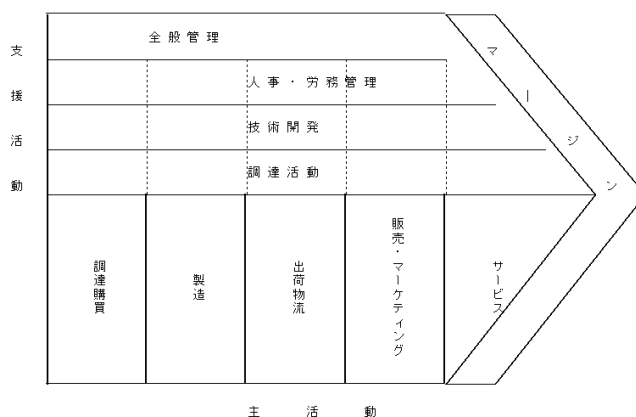 支援活動
全般管理
人事・労務管理
技術開発
調達活動
マージン
調達購買
製造
出荷物流
販売・マーケティング
サービス
主活動